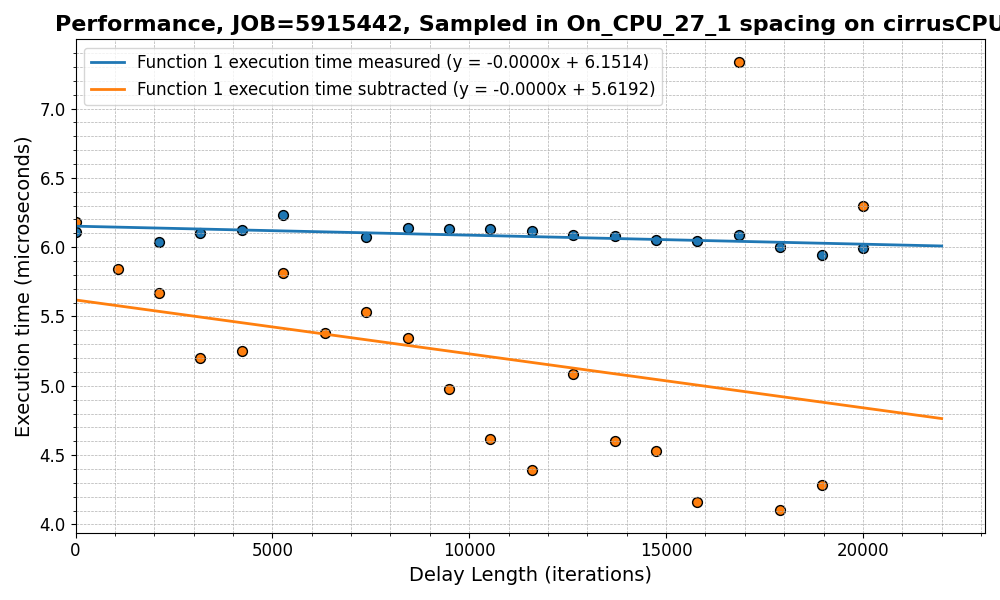 Performance, JOB=5915442, Sampled in On_CPU_27_1 spacing on cirrusCPU
Function 1 execution time measured (y = -0.0000x + 6.1514)
Function 1 execution time subtracted (y = -0.0000x + 5.6192)
Execution time (microseconds)
7.0
6.5
6.0
5.5
5.0
4.5
4.0
0 5000 10000 15000 20000
Delay Length (iterations)